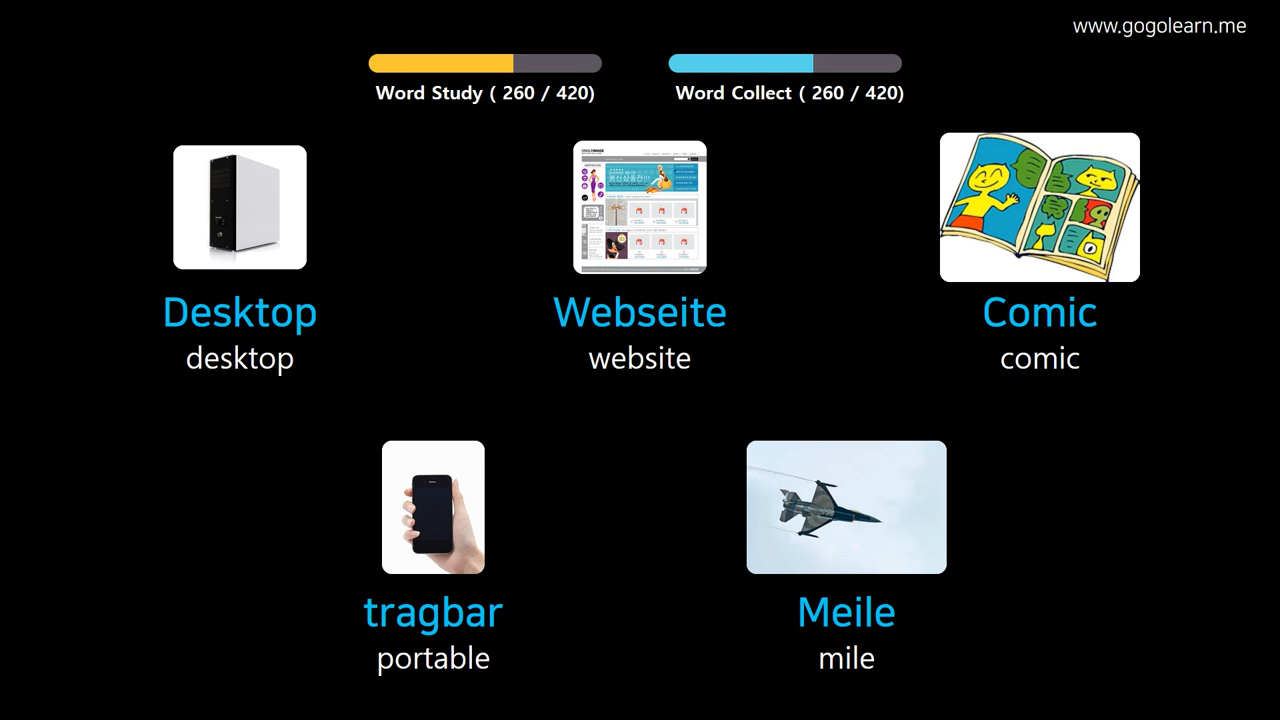 www.gogolearn.me
Word Study ( 260 / 420)
Word Collect ( 260 / 420)
Desktop
desktop
Webseite
website
Comic
comic
tragbar
portable
Meile
mile